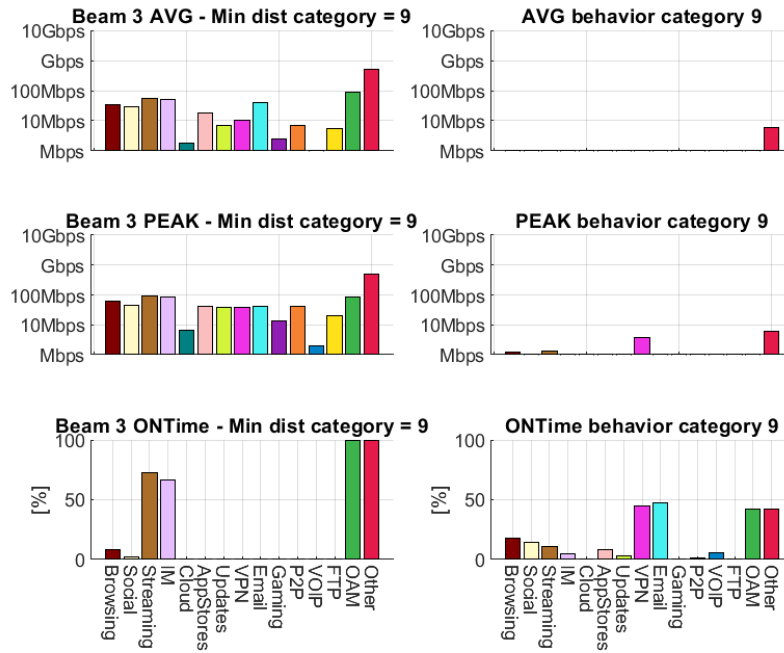 Beam 3 AVG - Min dist category = 9
AVG behavior category 9
10Gbps
Gbps
100Mbps
10Mbps
Mbps
10Gbps
Gbps
100Mbps
10Mbps
Mbps
Beam 3 PEAK - Min dist category = 9
PEAK behavior category 9
10Gbps
Gbps
100Mbps
10Mbps
Mbps
10Gbps
Gbps
100Mbps
10Mbps
Mbps
Beam 3 ONTime - Min dist category = 9
ONTime behavior category 9
[%]
100
50
0
[%]
100
50
0
Browsing
Social
Streaming
IM
Cloud
AppStores
Updates
VPN
Email
Gaming
P2P
VOIP
FTP
OAM
Other
Browsing
Social
Streaming
IM
Cloud
AppStores
Updates
VPN
Email
Gaming
P2P
VOIP
FTP
OAM
Other